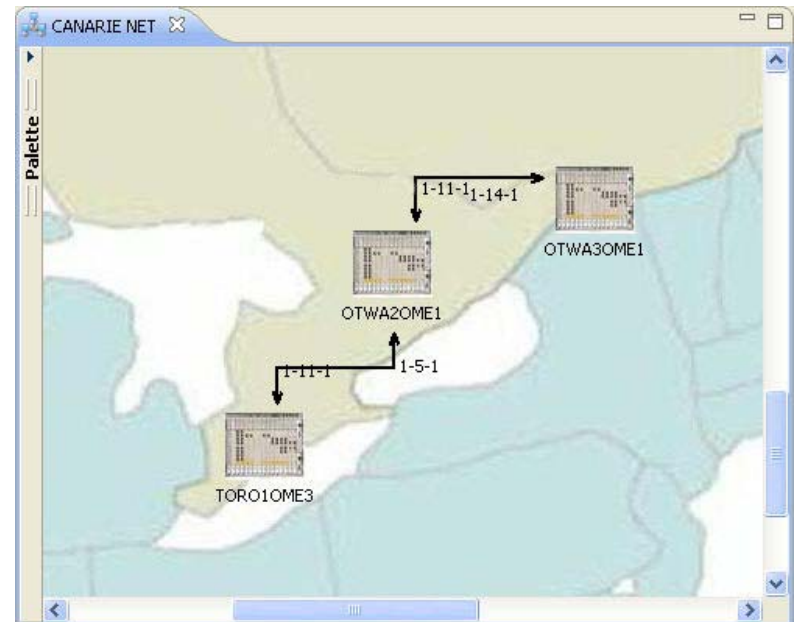 CANARIE NET
Palette
1-11-1
1-14-1
OTWA3OME1
OTWA2OME1
1-11-1
1-5-1
TORO1OME3